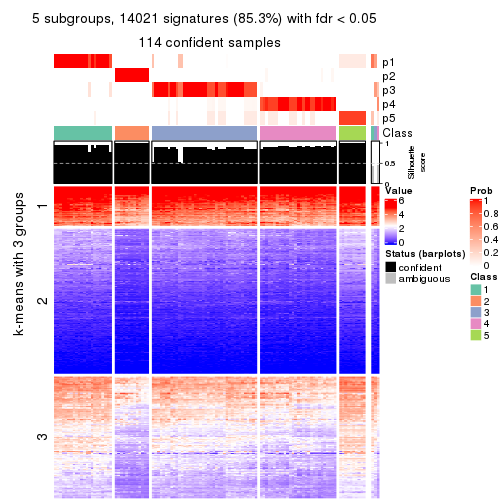 5 subgroups, 14021 signatures (85.3%) with fdr < 0.05
114 confident samples
p1
p2
p3
p4
p5
Class
1
0.5
0
Silhouette
score
k-means with 3 groups
1
2
3
Value
6
4
2
0
Status (barplots)
confident
ambiguous
Prob
1
0.8
0.6
0.4
0.2
0
Class
1
2
3
4
5